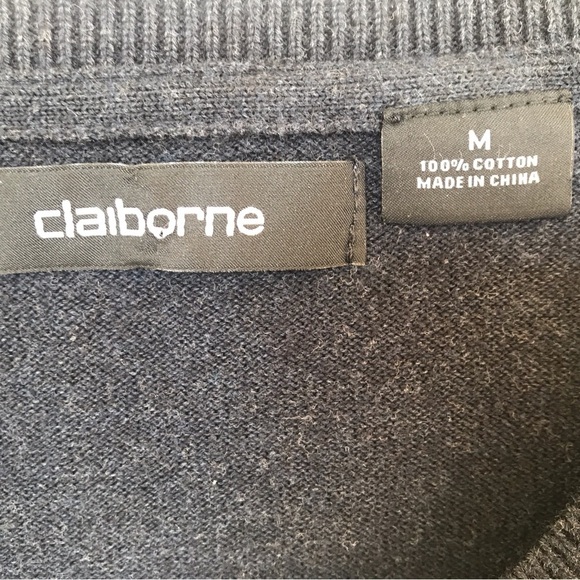 claiborne
M
100% COTTON
MADE IN CHINA